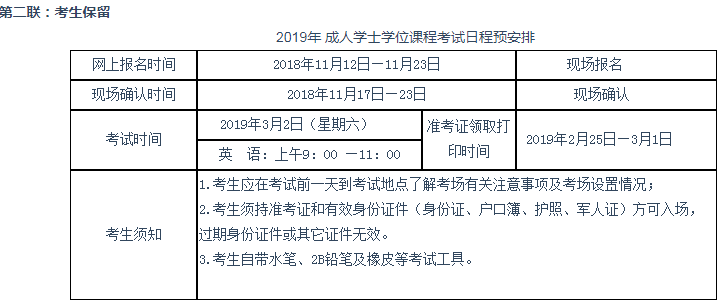 第二联：考生保留
2019年 成人学士学位课程考试日程预安排
网上报名时间 2018年11月12日—11月23日 现场报名
现场确认时间 2018年11月17日—23日 现场确认
考试时间 2019年3月2日（星期六） 准考证领取打印时间 2019年2月25日—3月1日
英 语：上午9：00 —11：00
考生须知
1.考生应在考试前一天到考试地点了解考场有关注意事项及考场设置情况；
2.考生须持准考证和有效身份证件（身份证、户口簿、护照、军人证）方可入场，
过期身份证件或其它证件无效。
3.考生自带水笔、2B铅笔及橡皮等考试工具。